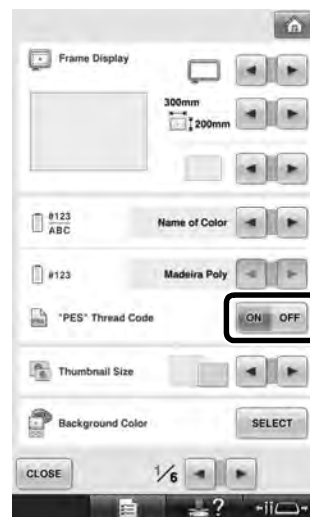 Frame Display
300mm
200mm
#123
ABC
Name of Color
#123
Madeira Poly
"PES" Thread Code
ON OFF
Thumbnail Size
Background Color
SELECT
CLOSE
1/6
?